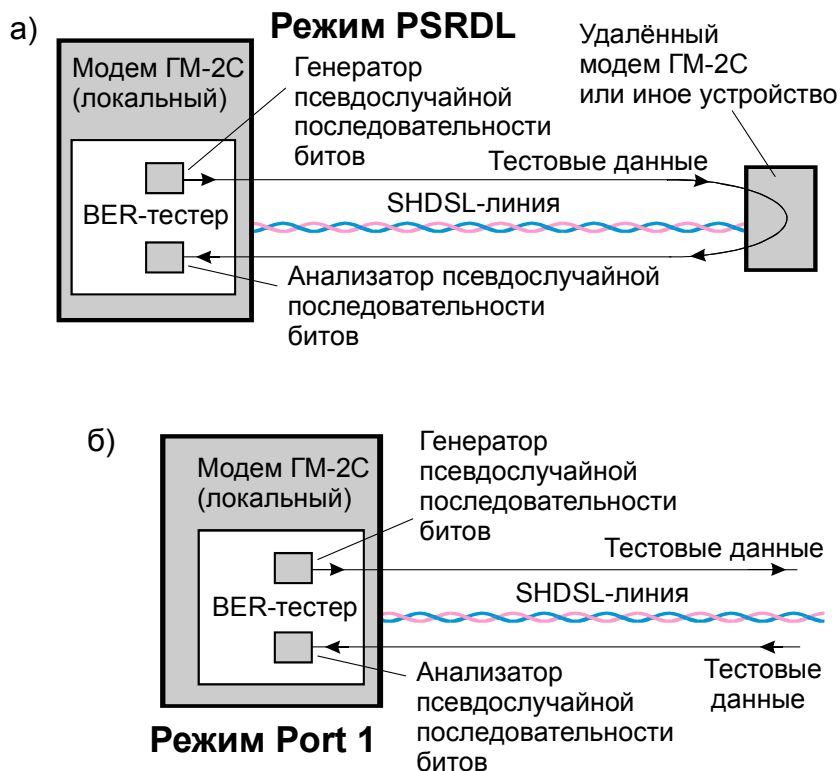 а)
Режим PSRDL
Модем ГМ-2С
(локальный)
Генератор
псевдослучайной
последовательности
битов
Удалённый
модем ГМ-2С
или иное устройство
Тестовые данные
BER-тестер
SHDSL-линия
Анализатор псевдослучайной
последовательности
битов
б)
Модем ГМ-2С
(локальный)
Генератор
псевдослучайной
последовательности
битов
Тестовые данные
BER-тестер
SHDSL-линия
Анализатор
псевдослучайной
последовательности
битов
Тестовые
данные
Режим Port 1